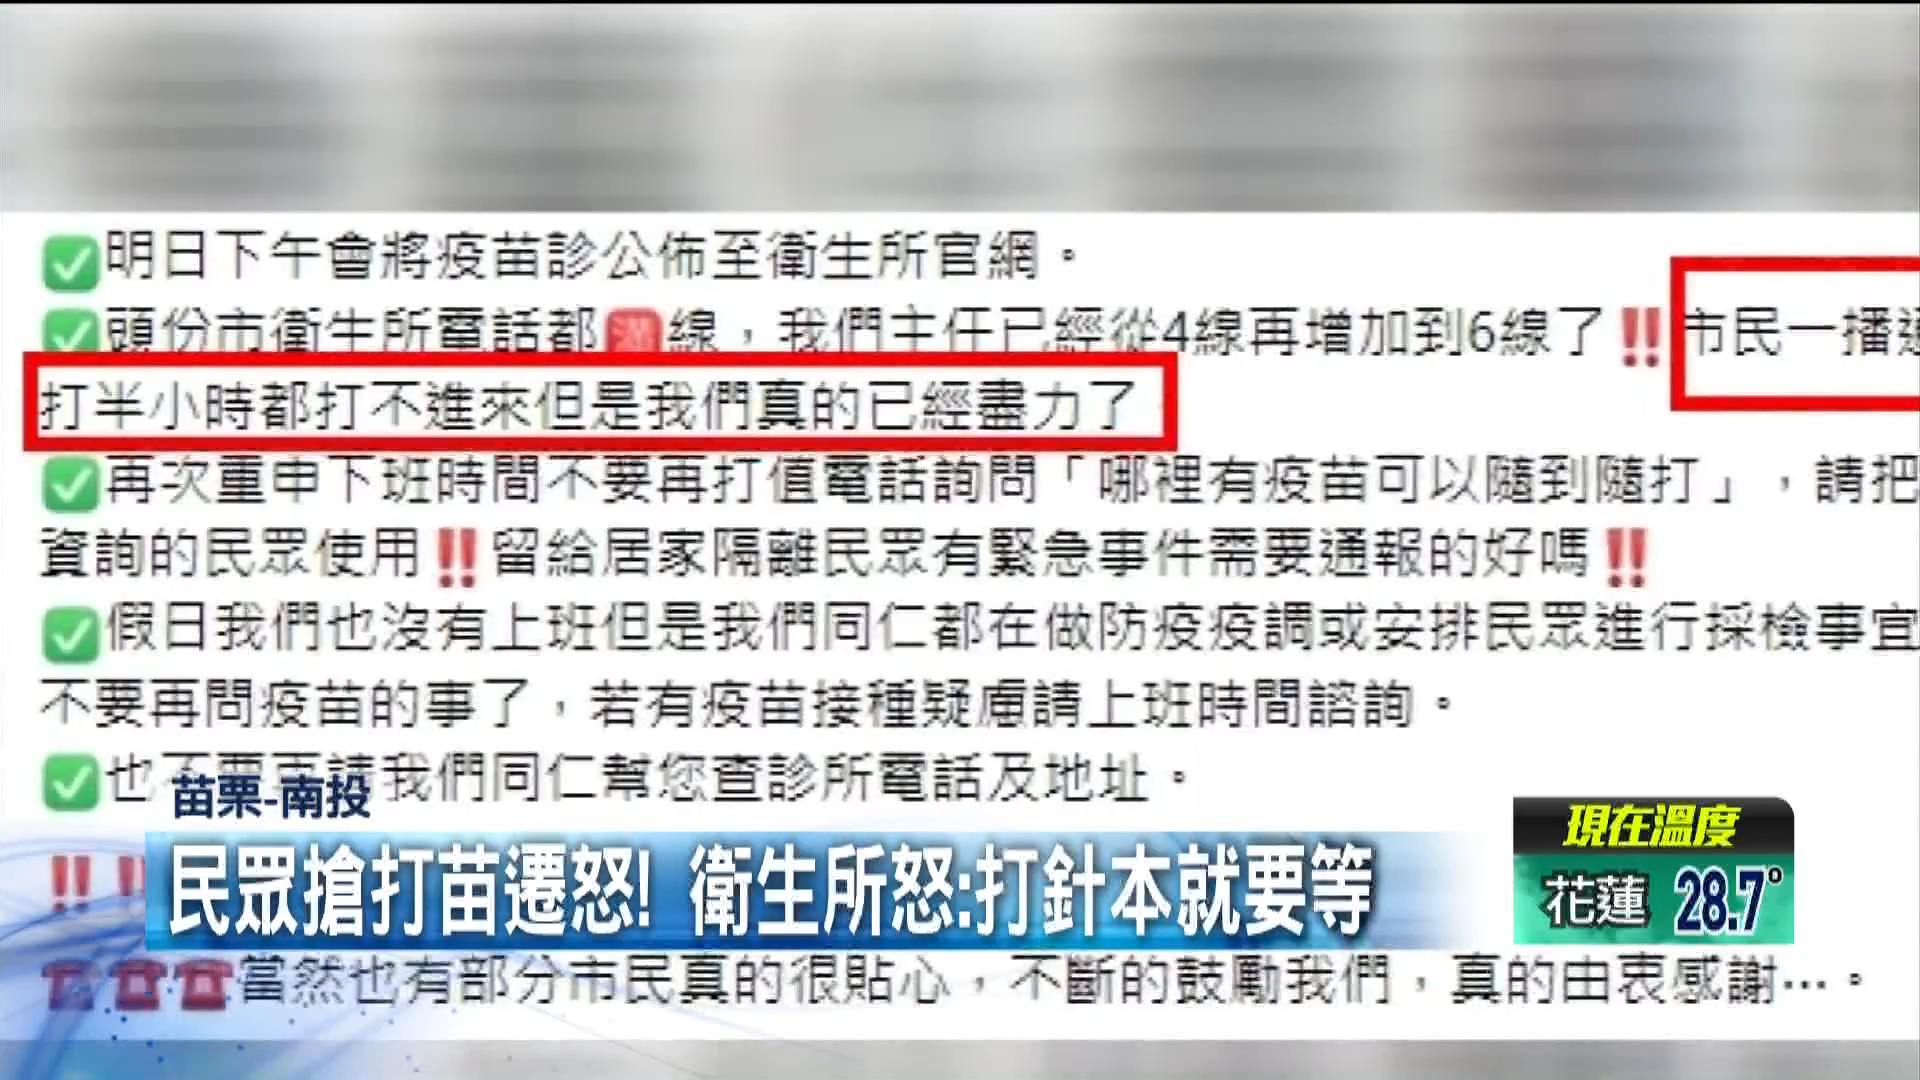 明日下午會將疫苗診公佈至衛生所官網。
頭份市衛生所電話都滿線，我們主任已經從4線再增加到6線了‼市民一播通
打半小時都打不進來但是我們真的已經盡力了
再次重申下班時間不要再打值電話詢問「哪裡有疫苗可以隨到隨打」，請把
資詢的民眾使用‼留給居家隔離民眾有緊急事件需要通報的好嗎‼
假日我們也沒有上班但是我們同仁都在做防疫疫調或安排民眾進行採檢事宜
不要再問疫苗的事了，若有疫苗接種疑慮請上班時間諮詢。
也不要再請我們同仁幫您查診所電話及地址。
苗栗-南投
民眾搶打苗遷怒! 衛生所怒:打針本就要等
現在溫度
花蓮 28.7°
當然也有部分市民真的很貼心，不斷的鼓勵我們，真的由衷感謝…。